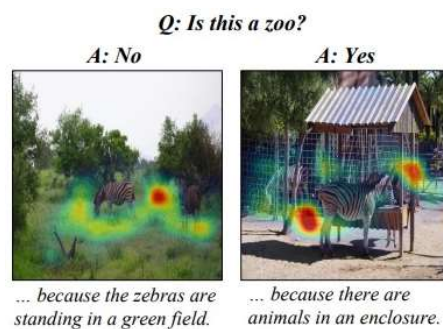 Q: Is this a zoo?
A: No
A: Yes
... because the zebras are
standing in a green field.
... because there are
animals in an enclosure.